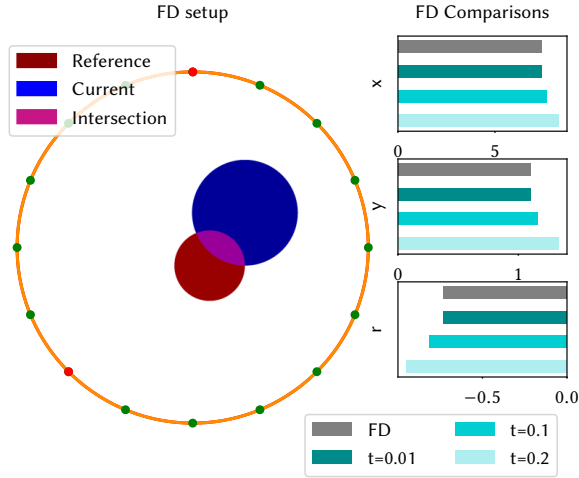 FD setup
Reference
Current
Intersection
FD Comparisons
x
0 5
y
0 1
r
−0.5 0.0
FD t=0.1
t=0.01 t=0.2